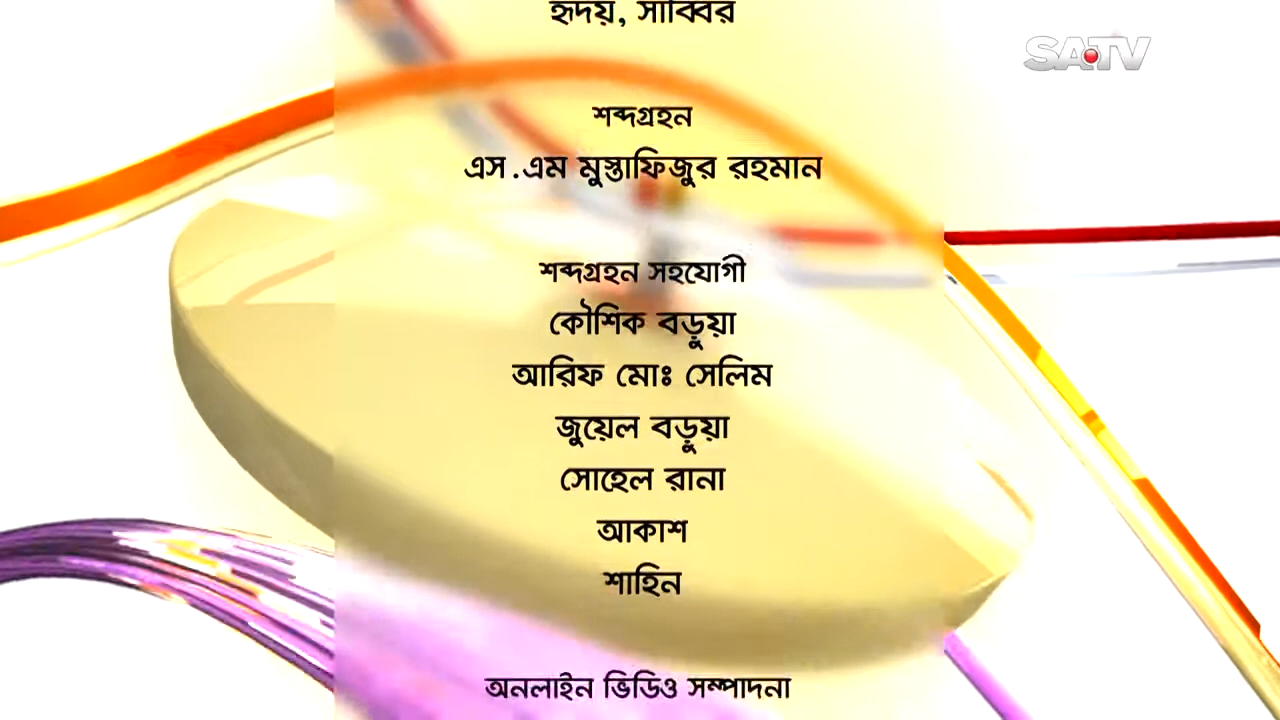 হৃদয়, সাব্বির
SATV
শব্দগ্রহন
এস.এম মুস্তাফিজুর রহমান
শব্দগ্রহন সহযোগী
কৌশিক বড়ুয়া
আরিফ মোঃ সেলিম
জুয়েল বড়ুয়া
সোহেল রানা
আকাশ
শাহিন
অনলাইন ভিডিও সম্পাদনা